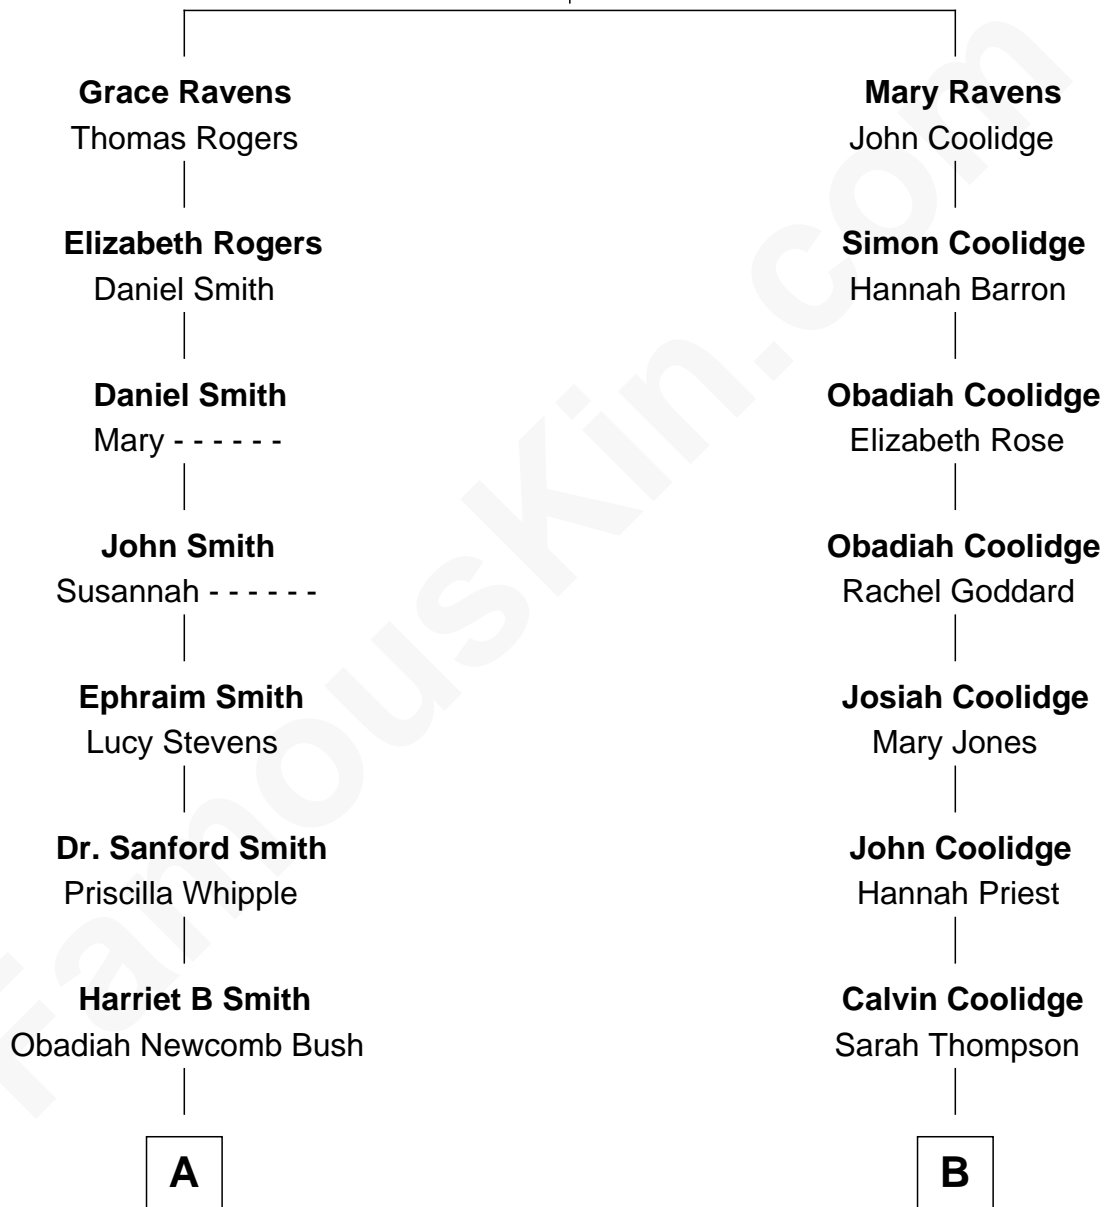 Grace Ravens
Thomas Rogers
Elizabeth Rogers
Daniel Smith
Daniel Smith
Mary - - - - - -
John Smith
Susannah - - - - - -
Ephraim Smith
Lucy Stevens
Dr. Sanford Smith
Priscilla Whipple
Harriet B Smith
Obadiah Newcomb Bush
A
Mary Ravens
John Coolidge
Simon Coolidge
Hannah Barron
Obadiah Coolidge
Elizabeth Rose
Obadiah Coolidge
Rachel Goddard
Josiah Coolidge
Mary Jones
John Coolidge
Hannah Priest
Calvin Coolidge
Sarah Thompson
B
FamousKin.com